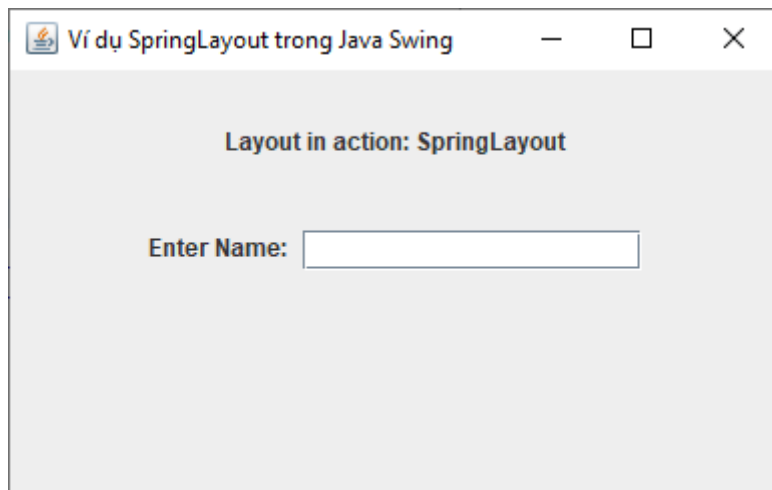 Ví dụ SpringLayout trong Java Swing
Layout in action: SpringLayout
Enter Name: